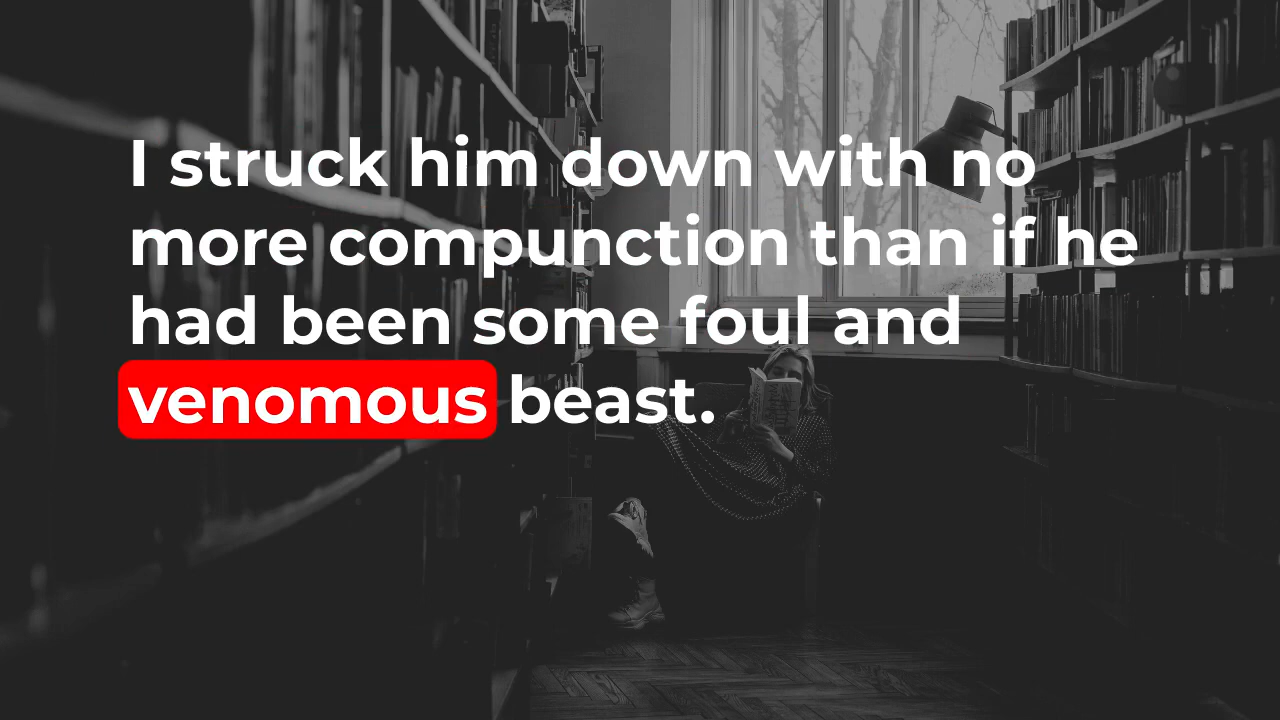 I struck him down with no
more compunction than if he
had been some foul and
venomous beast.